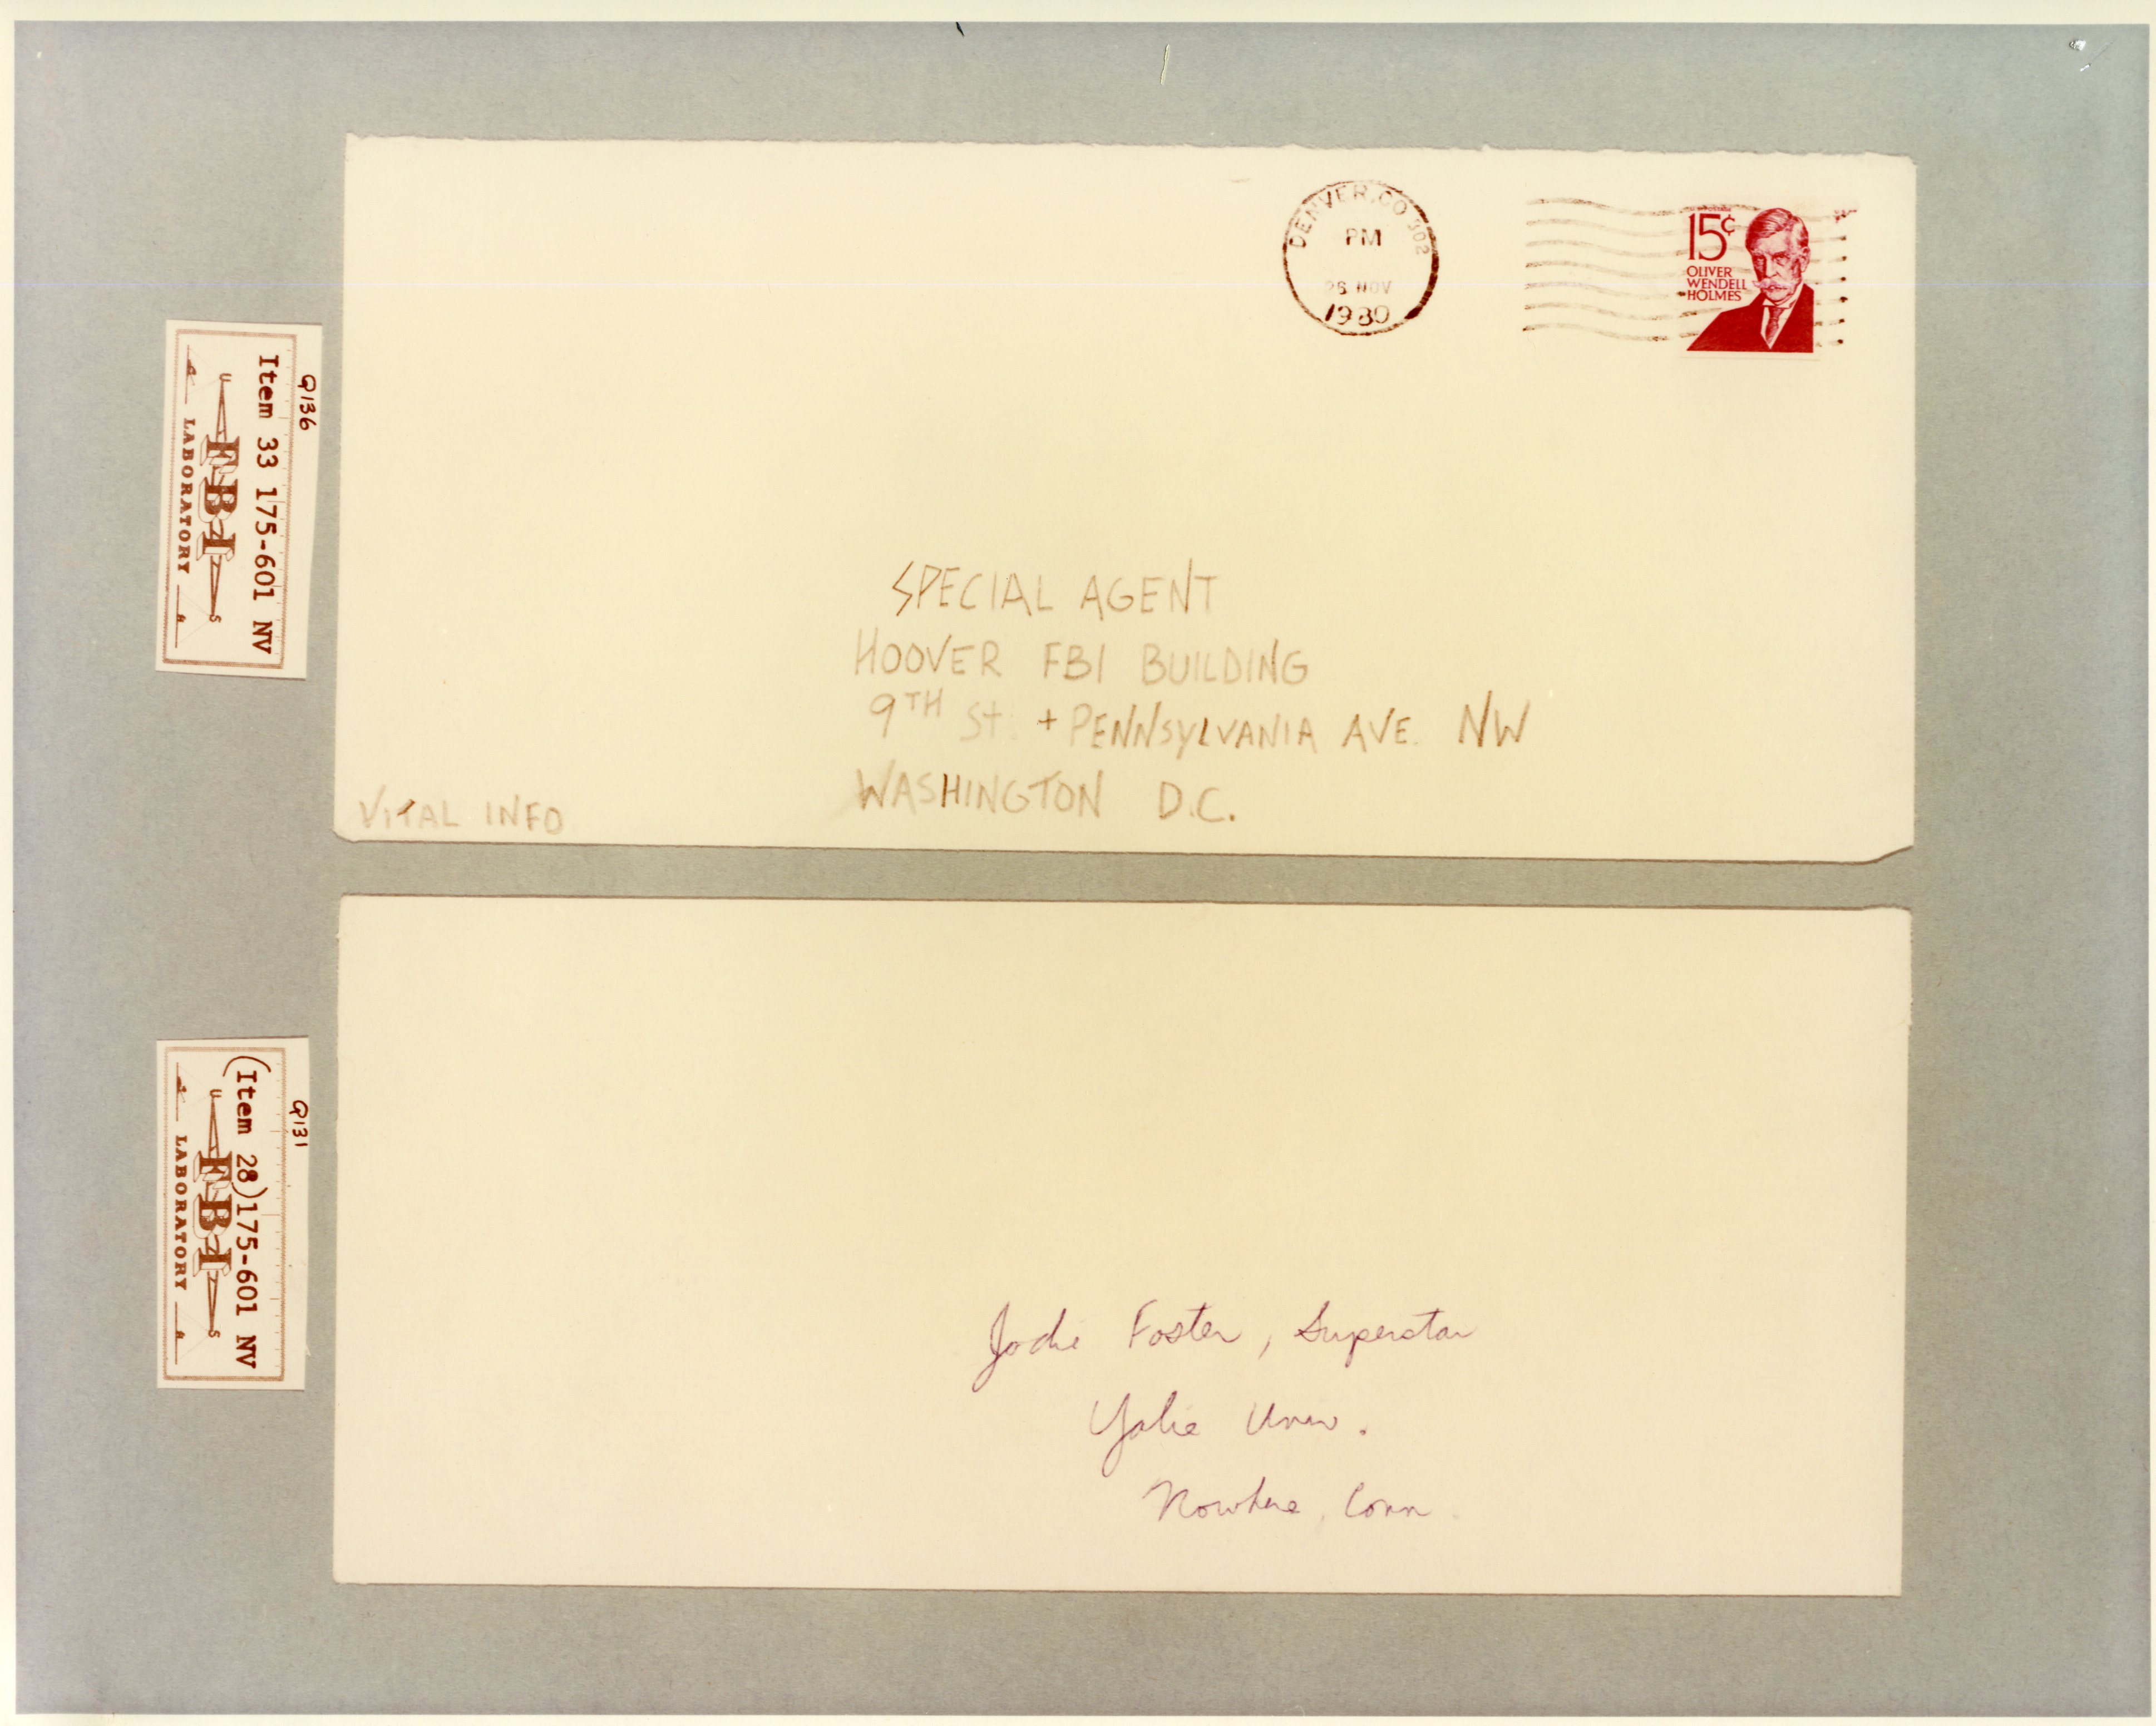 DENVER, CO 802
PM
26 NOV
1980
15¢
OLIVER
WENDELL
HOLMES
SPECIAL AGENT
HOOVER FBI BUILDING
9TH St. + PENNSYLVANIA AVE. NW
WASHINGTON D.C.
VITAL INFO
Q136
Item 33 175-601 NV
FBI
LABORATORY
Jodie Foster, Superstar
Yalie Univ.
Nowhere, Conn.
Q131
(Item 28)175-601 NV
FBI
LABORATORY